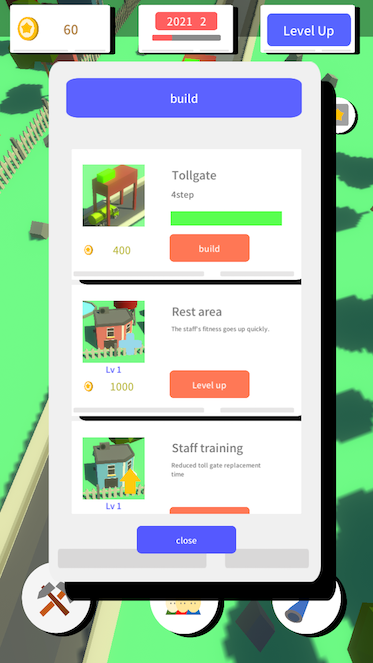 60
2021 2
Level Up
build
Tollgate
4step
400
build
Rest area
The staff's fitness goes up quickly.
Lv 1
1000
Level up
Staff training
Reduced toll gate replacement
time
Lv 1
close